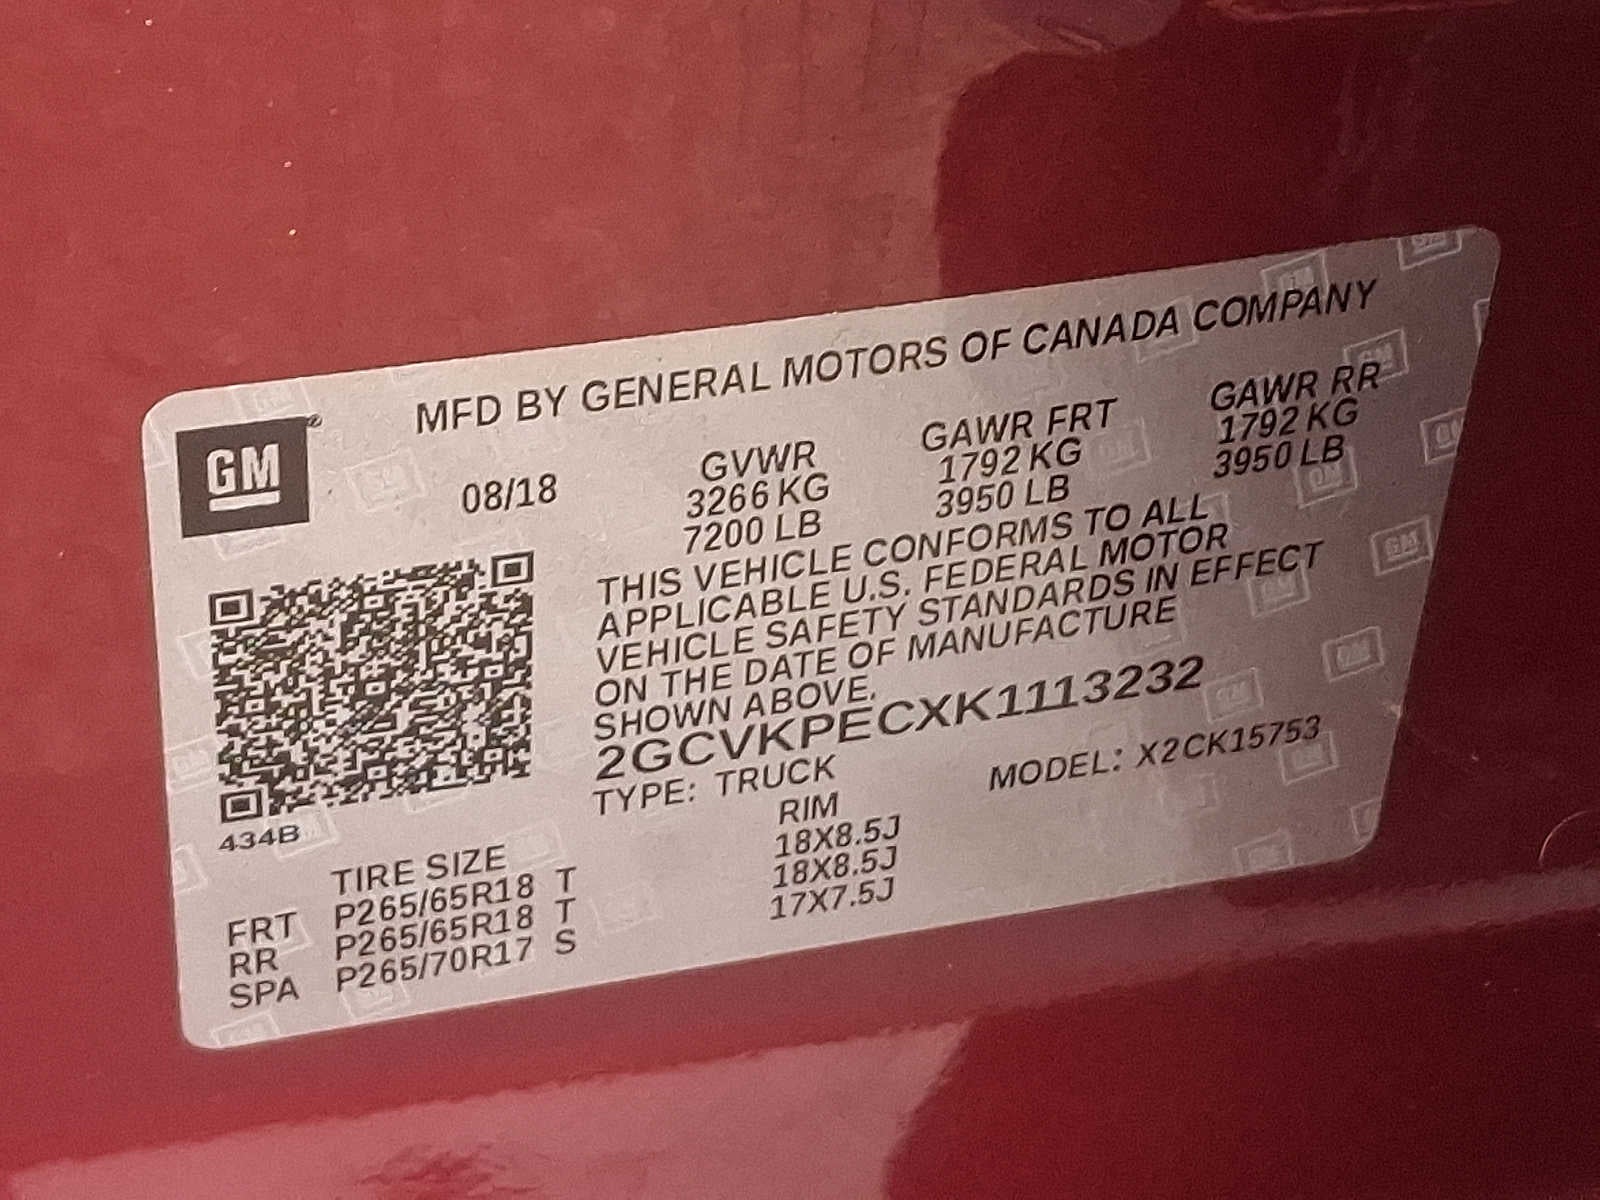 MFD BY GENERAL MOTORS OF CANADA COMPANY
GM®
08/18
GVWR
3266 KG
7200 LB
GAWR FRT
1792 KG
3950 LB
GAWR RR
1792 KG
3950 LB
THIS VEHICLE CONFORMS TO ALL
APPLICABLE U.S. FEDERAL MOTOR
VEHICLE SAFETY STANDARDS IN EFFECT
ON THE DATE OF MANUFACTURE
SHOWN ABOVE.
2GCVKPECXK1113232
TYPE: TRUCK MODEL: X2CK15753
434B
TIRE SIZE RIM
FRT P265/65R18 T 18X8.5J
RR P265/65R18 T 18X8.5J
SPA P265/70R17 S 17X7.5J